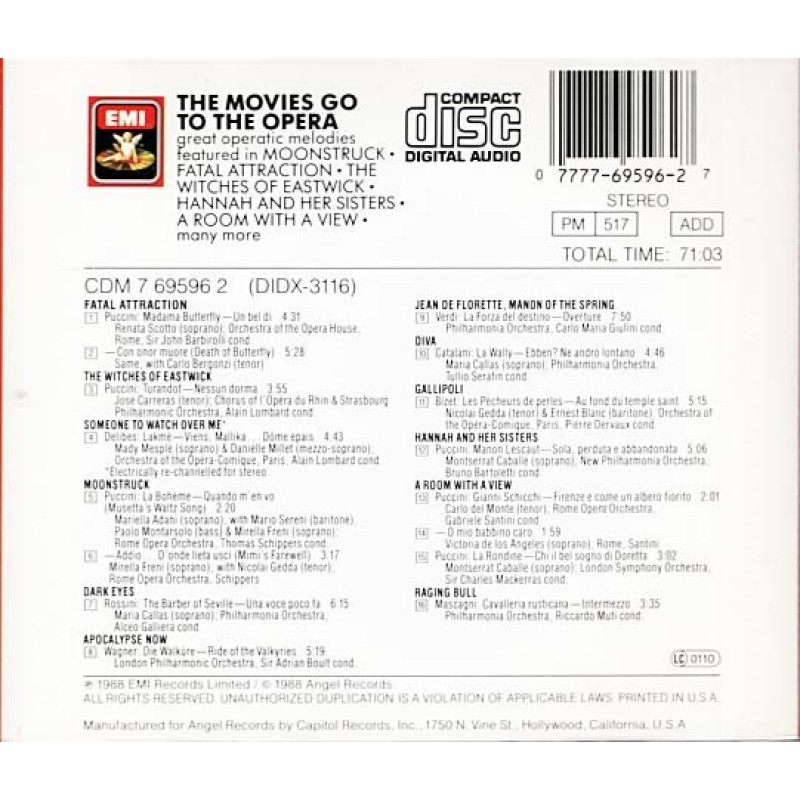 EMI
THE MOVIES GO
TO THE OPERA
great operatic melodies
featured in MOONSTRUCK •
FATAL ATTRACTION • THE
WITCHES OF EASTWICK •
HANNAH AND HER SISTERS •
A ROOM WITH A VIEW •
many more
COMPACT
disc
DIGITAL AUDIO
0 7777-69596-2 7
STEREO
PM 517 ADD
TOTAL TIME: 71:03
CDM 7 69596 2 (DIDX-3116)
FATAL ATTRACTION
1 Puccini: Madama Butterfly—Un bel di 4:31
Renata Scotto (soprano); Orchestra of the Opera House,
Rome; Sir John Barbirolli cond.
2 —Con onor muore (Death of Butterfly) 5:28
Same, with Carlo Bergonzi (tenor)
THE WITCHES OF EASTWICK
3 Puccini: Turandot—Nessun dorma 3:55
José Carreras (tenor); Chorus of l'Opéra du Rhin & Strasbourg
Philharmonic Orchestra, Alain Lombard cond.
SOMEONE TO WATCH OVER ME*
4 Delibes: Lakmé—Viens, Mallika... Dôme épais 4:43
Mady Mesplé (soprano) & Danielle Millet (mezzo-soprano);
Orchestra of the Opéra-Comique, Paris, Alain Lombard cond.
*Electrically re-channelled for stereo
MOONSTRUCK
5 Puccini: La Boheme—Quando m'en vo
(Musetta's Waltz Song) 2:20
Mariella Adani (soprano), with Mario Sereni (baritone),
Paolo Montarsolo (bass) & Mirella Freni (soprano);
Rome Opera Orchestra, Thomas Schippers cond.
6 —Addio... D'onde lieta usci (Mimi's Farewell) 3:17
Mirella Freni (soprano), with Nicolai Gedda (tenor);
Rome Opera Orchestra, Schippers
DARK EYES
7 Rossini: The Barber of Seville—Una voce poco fa 6:15
Maria Callas (soprano); Philharmonia Orchestra,
Alceo Galliera cond.
APOCALYPSE NOW
8 Wagner: Die Walküre—Ride of the Valkyries 5:19
London Philharmonic Orchestra, Sir Adrian Boult cond.
JEAN DE FLORETTE, MANON OF THE SPRING
9 Verdi: La Forza del destino—Overture 7:50
Philharmonia Orchestra, Carlo Maria Giulini cond.
DIVA
10 Catalani: La Wally—Ebben? Ne andrò lontano 4:46
Maria Callas (soprano); Philharmonia Orchestra,
Tullio Serafin cond.
GALLIPOLI
11 Bizet: Les Pêcheurs de perles—Au fond du temple saint 5:15
Nicolai Gedda (tenor) & Ernest Blanc (baritone); Orchestra of
the Opéra-Comique, Paris, Pierre Dervaux cond.
HANNAH AND HER SISTERS
12 Puccini: Manon Lescaut—Sola, perduta e abbandonata 5:06
Montserrat Caballe (soprano), New Philharmonia Orchestra,
Bruno Bartoletti cond.
A ROOM WITH A VIEW
13 Puccini: Gianni Schicchi—Firenze è come un albero fiorito 2:01
Carlo del Monte (tenor); Rome Opera Orchestra,
Gabriele Santini cond.
14 —O mio babbino caro 1:59
Victoria de los Angeles (soprano), Rome, Santini
15 Puccini: La Rondine—Chi il bel sogno di Doretta 3:02
Montserrat Caballe (soprano); London Symphony Orchestra,
Sir Charles Mackerras cond.
RAGING BULL
16 Mascagni: Cavalleria rusticana—Intermezzo 3:35
Philharmonia Orchestra, Riccardo Muti cond.
LC 0110
℗ 1988 EMI Records Limited / © 1988 Angel Records.
ALL RIGHTS RESERVED. UNAUTHORIZED DUPLICATION IS A VIOLATION OF APPLICABLE LAWS. PRINTED IN U.S.A.
Manufactured for Angel Records by Capitol Records, Inc., 1750 N. Vine St., Hollywood, California, U.S.A.